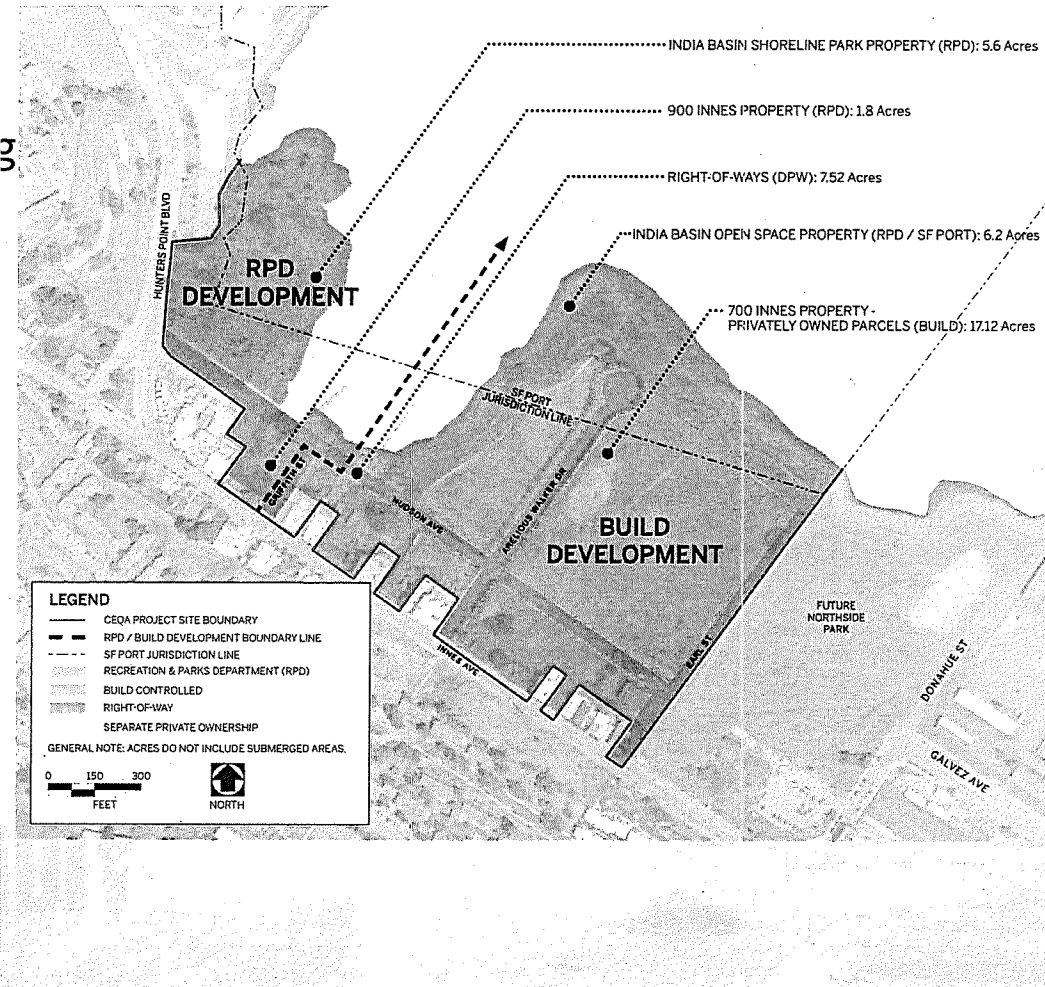 INDIA BASIN SHORELINE PARK PROPERTY (RPD): 5.6 Acres
900 INNES PROPERTY (RPD): 1.8 Acres
RIGHT-OF-WAYS (DPW): 7.52 Acres
INDIA BASIN OPEN SPACE PROPERTY (RPD / SF PORT): 6.2 Acres
700 INNES PROPERTY -
PRIVATELY OWNED PARCELS (BUILD): 17.12 Acres
HUNTERS POINT BLVD
RPD
DEVELOPMENT
SF PORT
JURISDICTION LINE
GRIFFITH ST
HUDSON AVE
ARELIOUS WALKER DR
BUILD
DEVELOPMENT
INNES AVE
EARL ST
FUTURE
NORTHSIDE
PARK
DONAHUE ST
GALVEZ AVE
LEGEND
CEQA PROJECT SITE BOUNDARY
RPD / BUILD DEVELOPMENT BOUNDARY LINE
SF PORT JURISDICTION LINE
RECREATION & PARKS DEPARTMENT (RPD)
BUILD CONTROLLED
RIGHT-OF-WAY
SEPARATE PRIVATE OWNERSHIP
GENERAL NOTE: ACRES DO NOT INCLUDE SUBMERGED AREAS.
0 150 300
FEET
NORTH